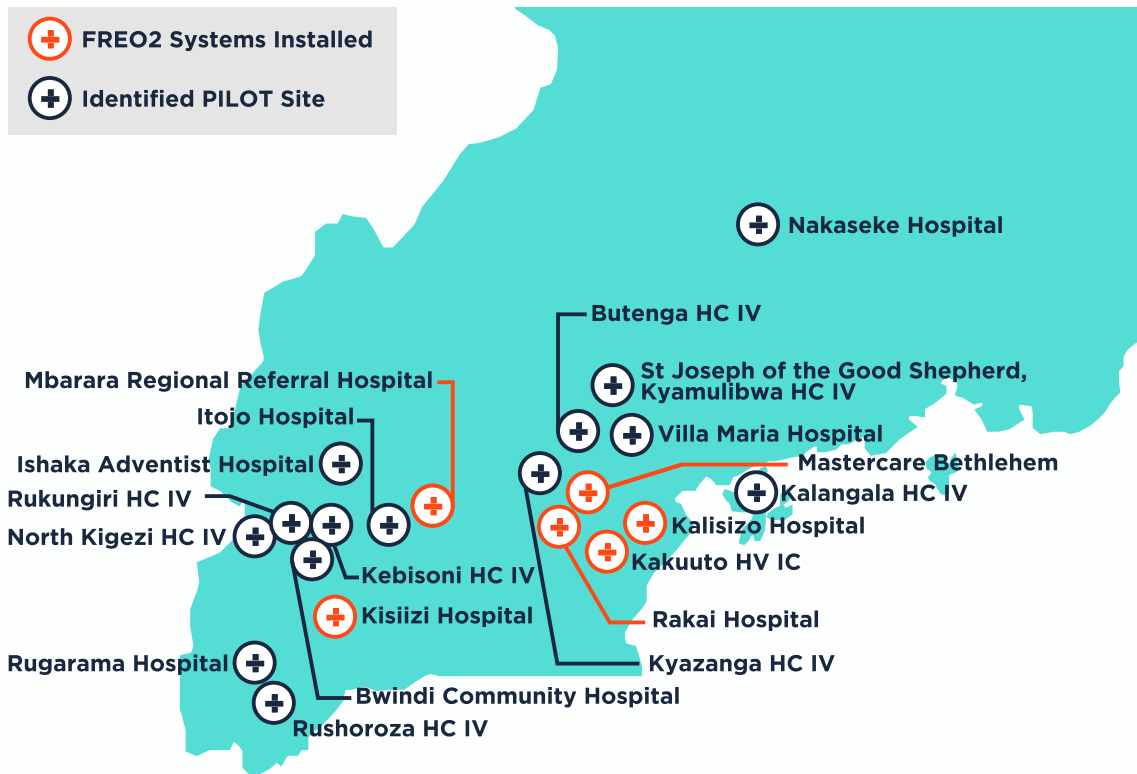 FREO2 Systems Installed
Identified PILOT Site
Nakaseke Hospital
Butenga HC IV
St Joseph of the Good Shepherd,
Kyamulibwa HC IV
Mbarara Regional Referral Hospital
Itojo Hospital
Villa Maria Hospital
Ishaka Adventist Hospital
Mastercare Bethlehem
Rukungiri HC IV
Kalangala HC IV
Kalisizo Hospital
North Kigezi HC IV
Kakuuto HV IC
Kebisoni HC IV
Kisiizi Hospital
Rakai Hospital
Rugarama Hospital
Kyazanga HC IV
Bwindi Community Hospital
Rushoroza HC IV